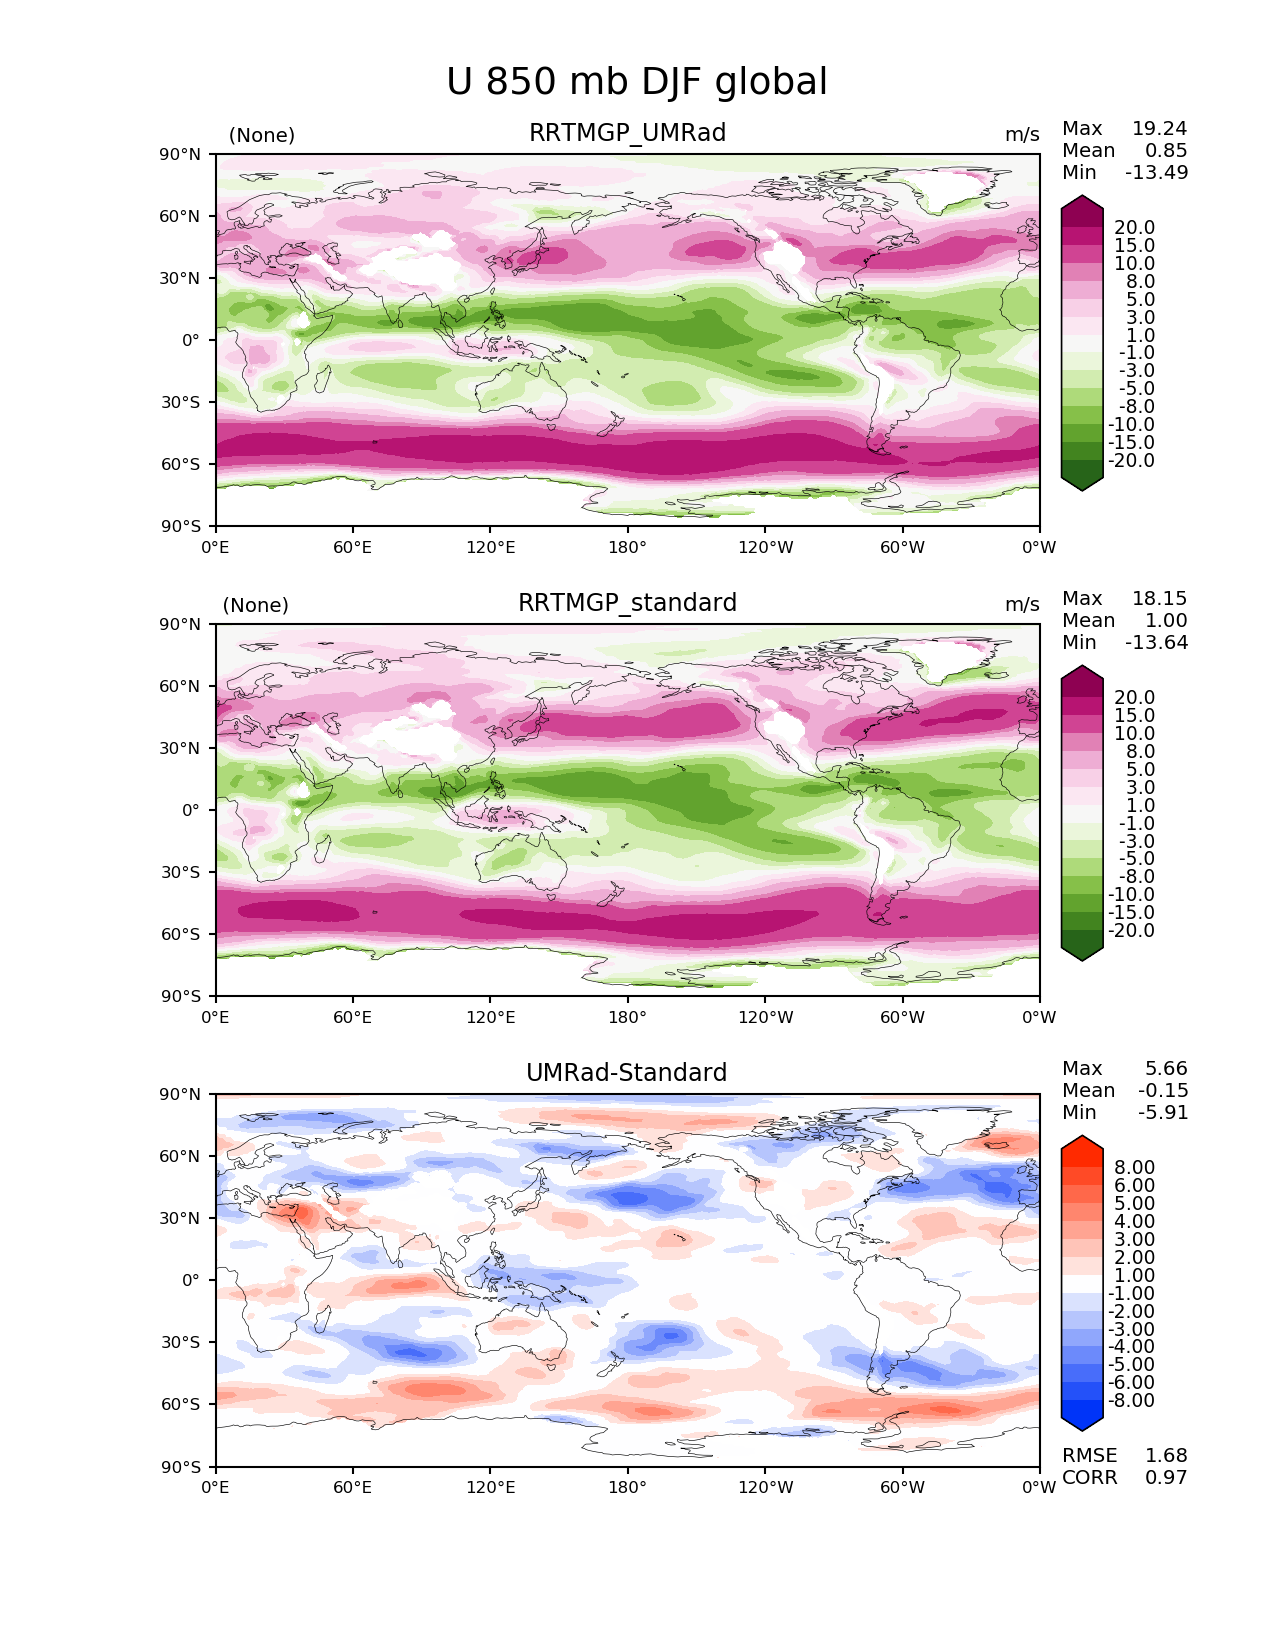 U 850 mb DJF global
(None) RRTMGP_UMRad m/s
Max 19.24
Mean 0.85
Min -13.49
90°N
60°N
30°N
0°
30°S
60°S
90°S
0°E 60°E 120°E 180° 120°W 60°W 0°W
20.0
15.0
10.0
8.0
5.0
3.0
1.0
-1.0
-3.0
-5.0
-8.0
-10.0
-15.0
-20.0
(None) RRTMGP_standard m/s
Max 18.15
Mean 1.00
Min -13.64
90°N
60°N
30°N
0°
30°S
60°S
90°S
0°E 60°E 120°E 180° 120°W 60°W 0°W
20.0
15.0
10.0
8.0
5.0
3.0
1.0
-1.0
-3.0
-5.0
-8.0
-10.0
-15.0
-20.0
UMRad-Standard
Max 5.66
Mean -0.15
Min -5.91
90°N
60°N
30°N
0°
30°S
60°S
90°S
0°E 60°E 120°E 180° 120°W 60°W 0°W
8.00
6.00
5.00
4.00
3.00
2.00
1.00
-1.00
-2.00
-3.00
-4.00
-5.00
-6.00
-8.00
RMSE 1.68
CORR 0.97